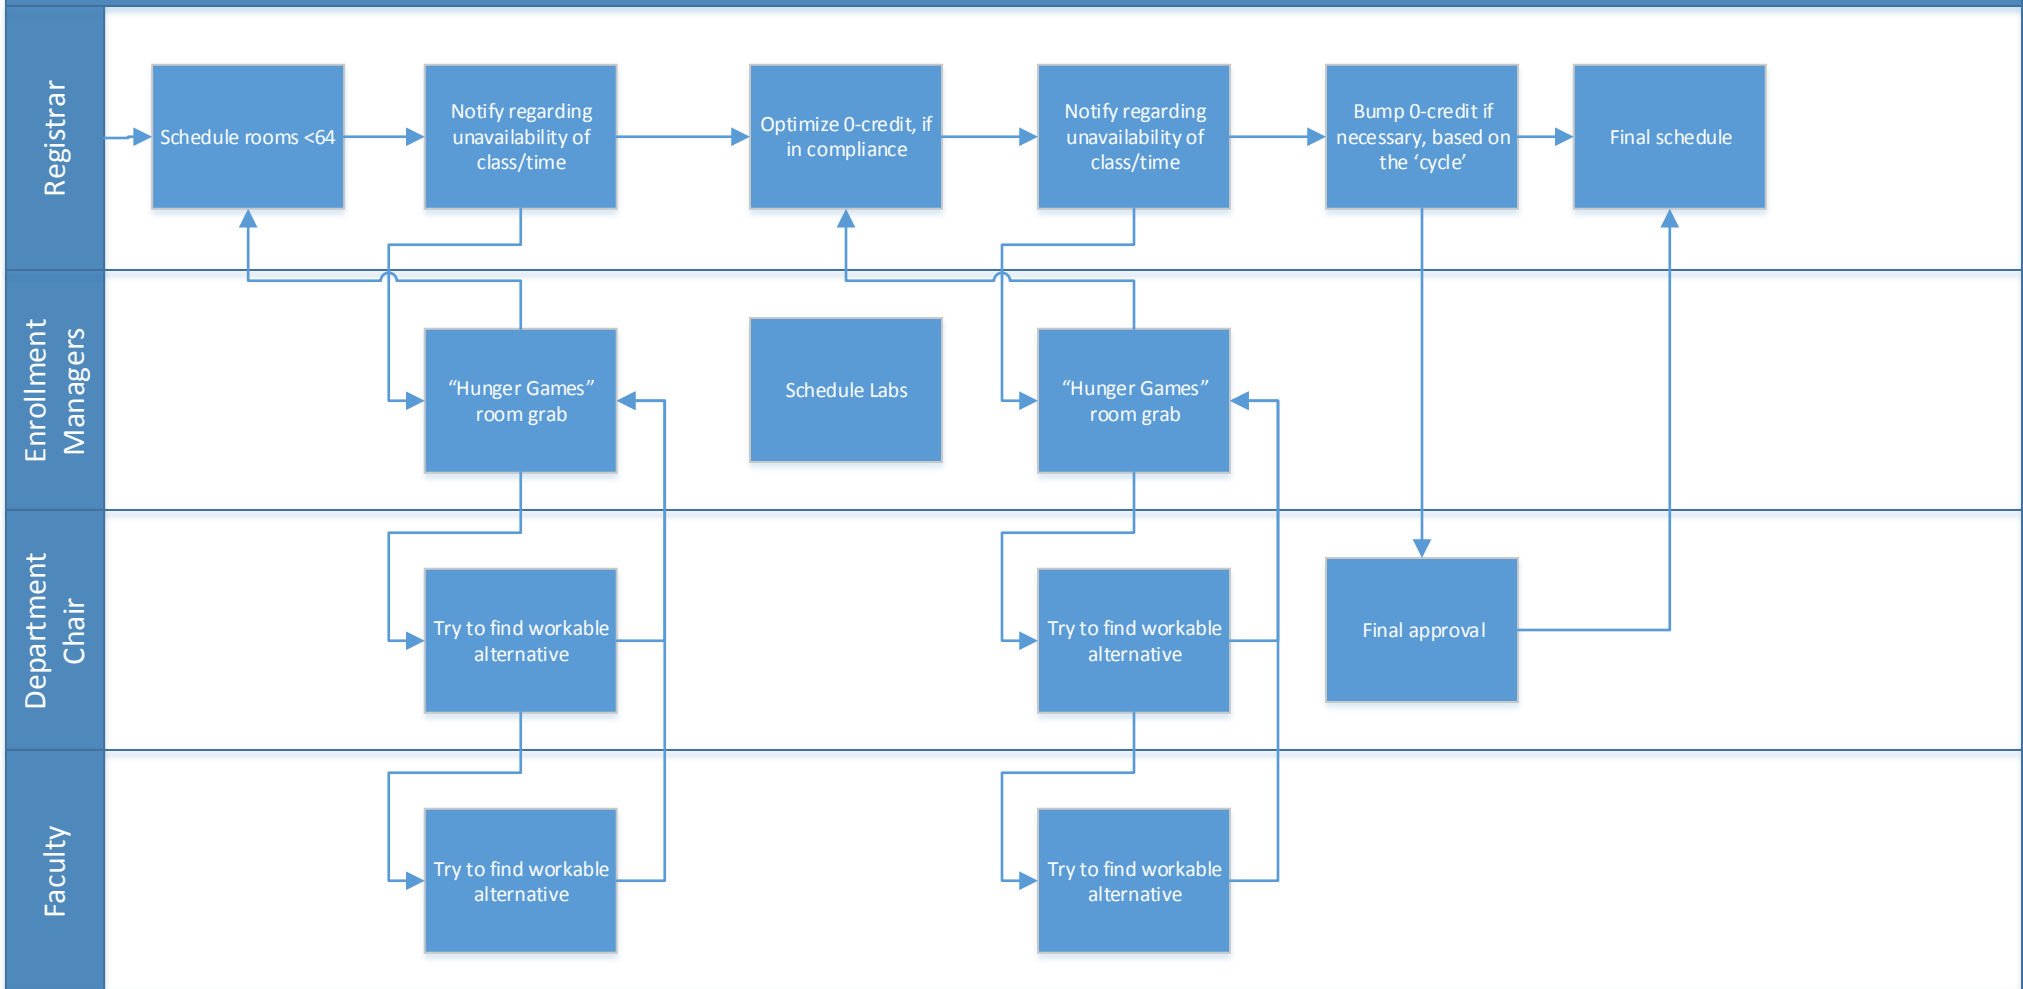 Registrar
Schedule rooms <64
Notify regarding
unavailability of
class/time
Optimize 0-credit, if
in compliance
Notify regarding
unavailability of
class/time
Bump 0-credit if
necessary, based on
the ‘cycle’
Final schedule
Enrollment
Managers
“Hunger Games”
room grab
Schedule Labs
“Hunger Games”
room grab
Department
Chair
Try to find workable
alternative
Try to find workable
alternative
Final approval
Faculty
Try to find workable
alternative
Try to find workable
alternative